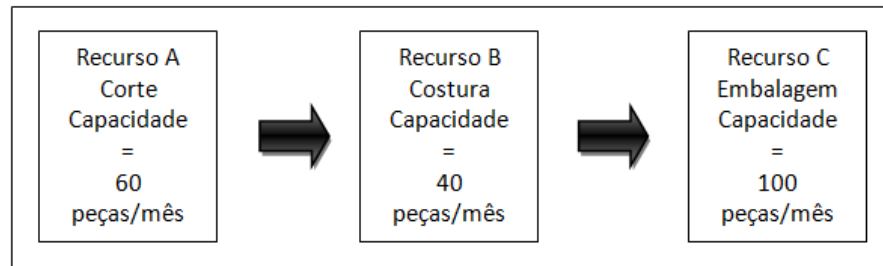 Recurso A
Corte
Capacidade
=
60
peças/mês
Recurso B
Costura
Capacidade
=
40
peças/mês
Recurso C
Embalagem
Capacidade
=
100
peças/mês